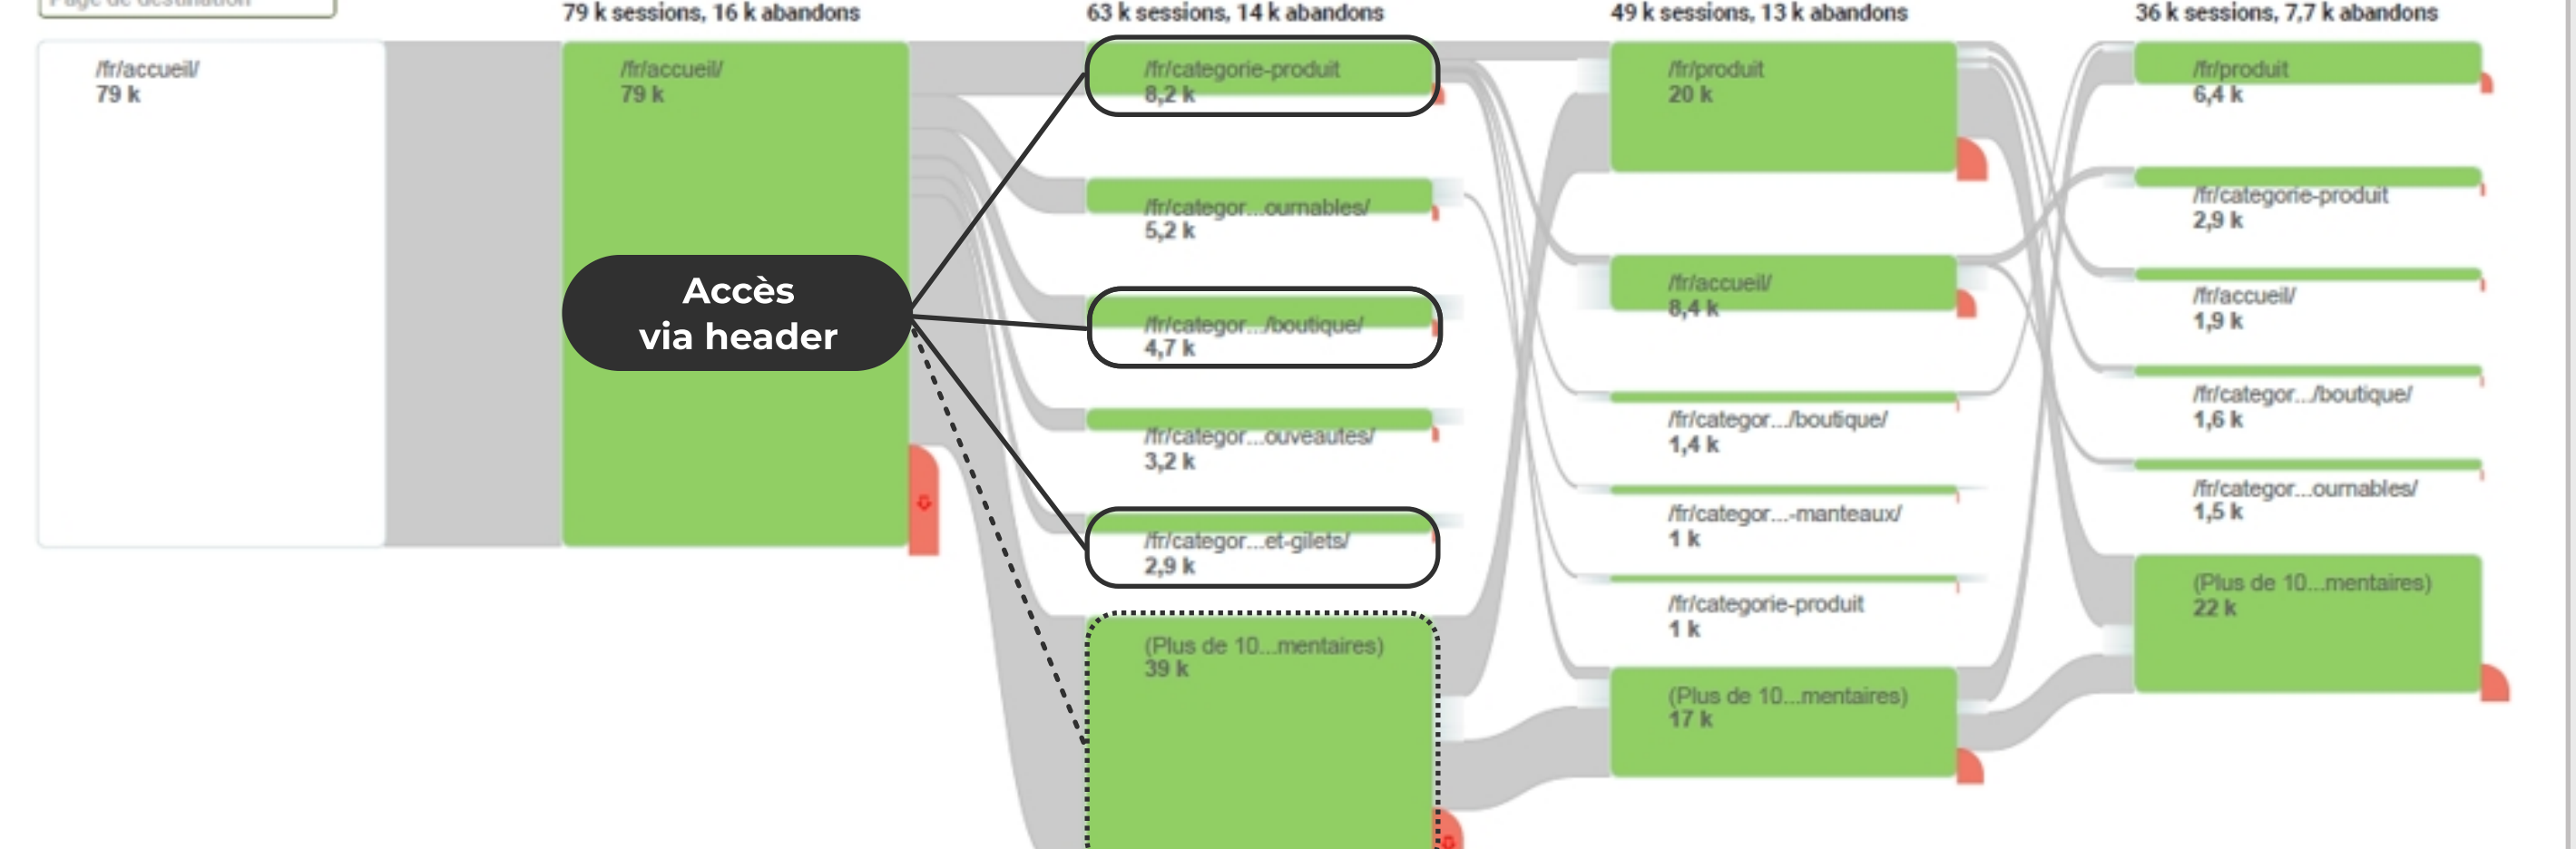 Page de destination
79 k sessions, 16 k abandons
63 k sessions, 14 k abandons
49 k sessions, 13 k abandons
36 k sessions, 7,7 k abandons
/fr/accueil/
79 k
/fr/accueil/
79 k
Accès
via header
/fr/categorie-produit
8,2 k
/fr/categor...ournables/
5,2 k
/fr/categor.../boutique/
4,7 k
/fr/categor...ouveautes/
3,2 k
/fr/categor...et-gilets/
2,9 k
(Plus de 10...mentaires)
39 k
/fr/produit
20 k
/fr/accueil/
8,4 k
/fr/categor.../boutique/
1,4 k
/fr/categor...-manteaux/
1 k
/fr/categorie-produit
1 k
(Plus de 10...mentaires)
17 k
/fr/produit
6,4 k
/fr/categorie-produit
2,9 k
/fr/accueil/
1,9 k
/fr/categor.../boutique/
1,6 k
/fr/categor...ournables/
1,5 k
(Plus de 10...mentaires)
22 k